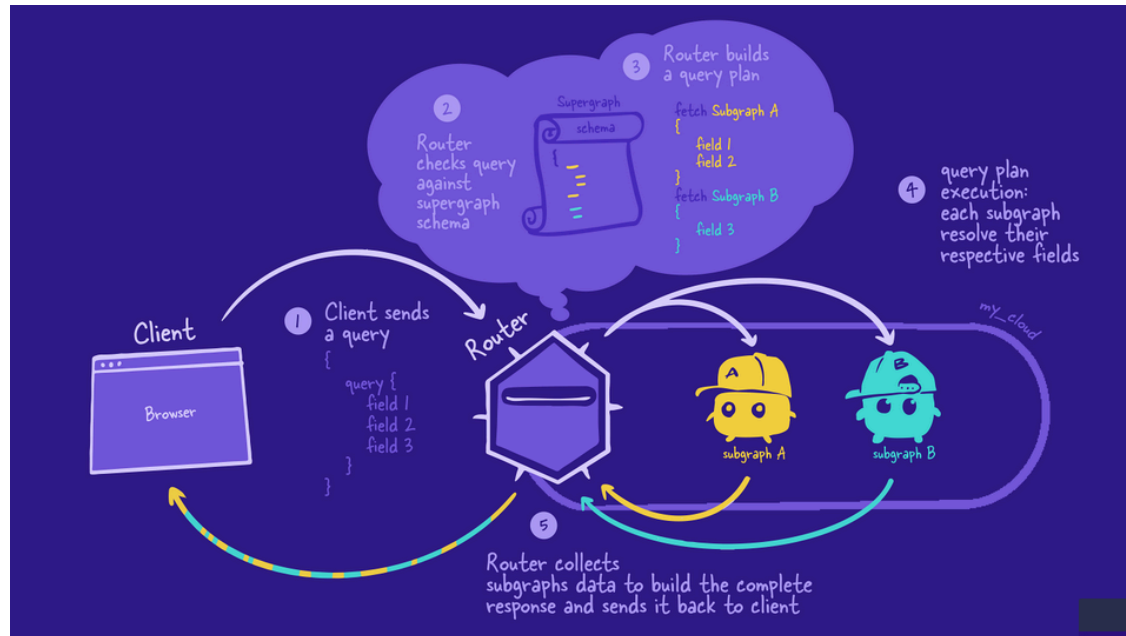 Client
Browser
1
Client sends
a query
{
query {
field 1
field 2
field 3
}
}
Router
2
Router
checks query
against
supergraph
schema
Supergraph
schema
{
3
Router builds
a query plan
fetch Subgraph A
{
field 1
field 2
}
fetch Subgraph B
{
field 3
}
4
query plan
execution:
each subgraph
resolve their
respective fields
my_cloud
A
subgraph A
B
subgraph B
5
Router collects
subgraphs data to build the complete
response and sends it back to client